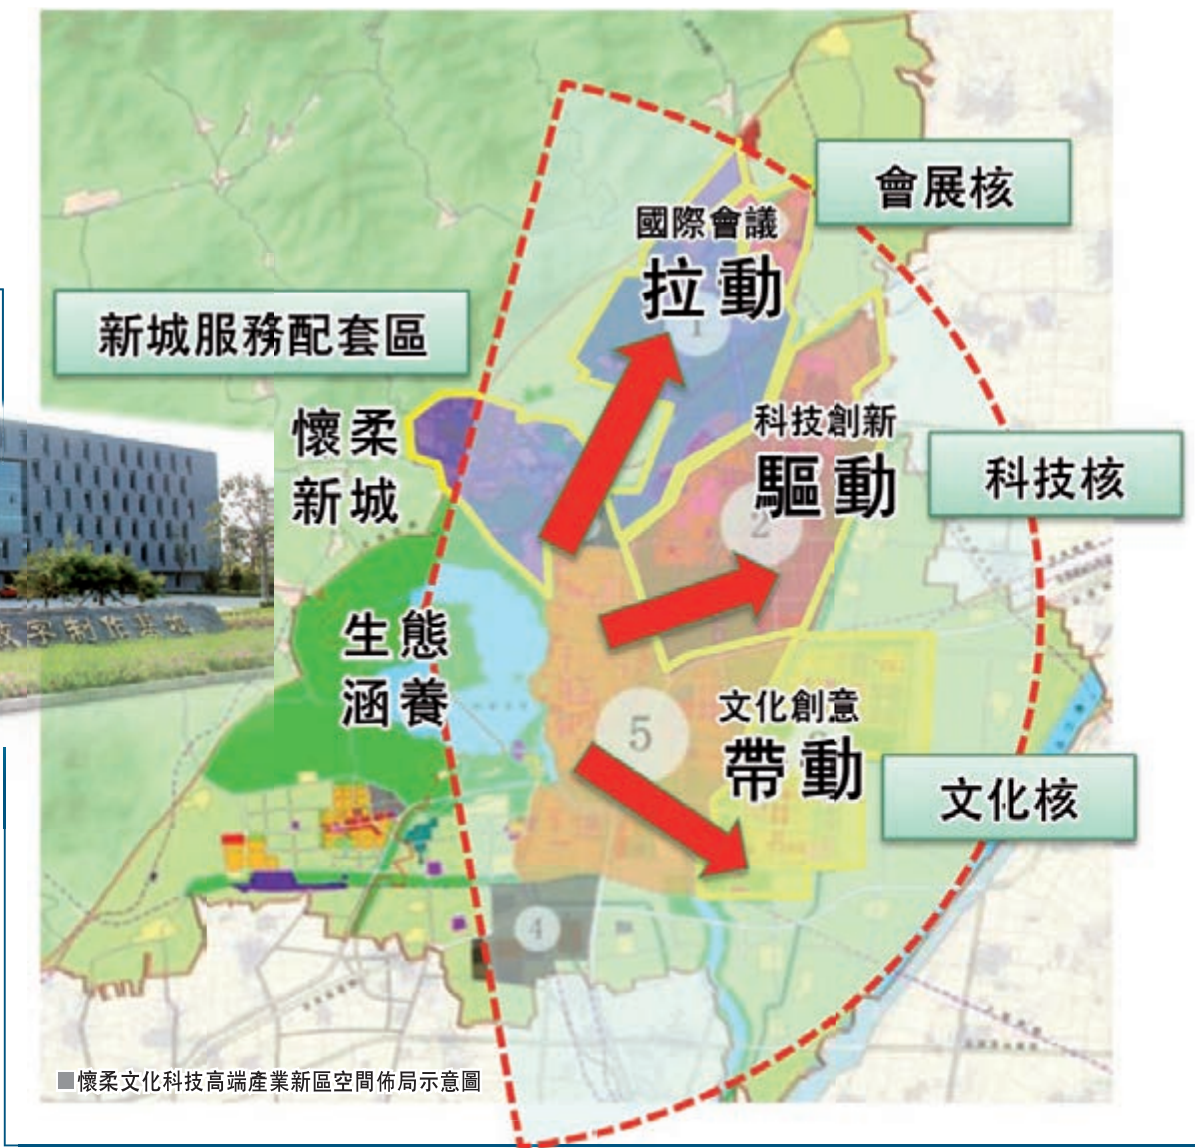 會展核
國際會議
拉動
1
新城服務配套區
懷柔
新城
科技創新
驅動
科技核
2
生態
涵養
5
文化創意
帶動
文化核
4
■懷柔文化科技高端產業新區空間佈局示意圖